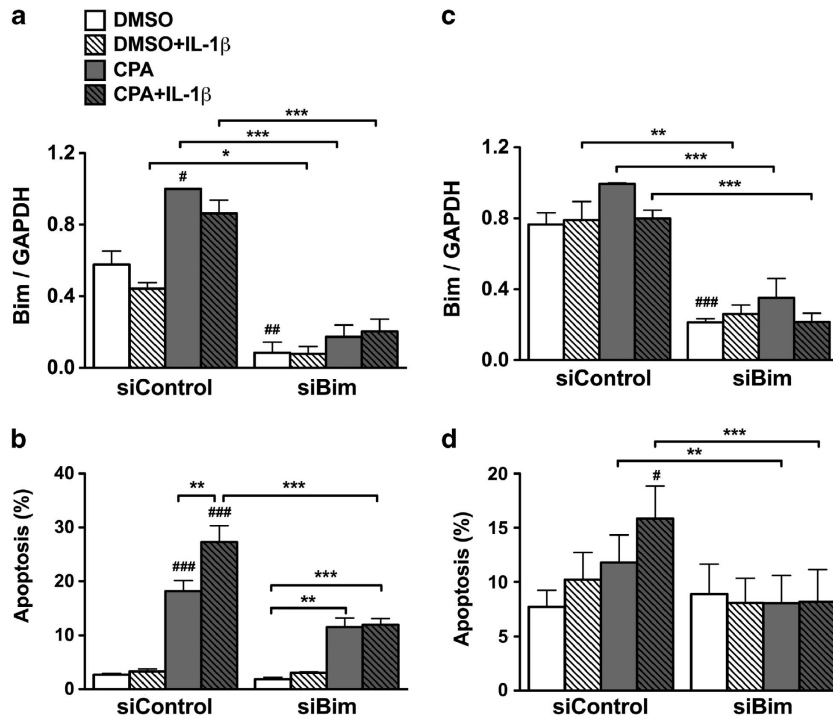 a
DMSO
DMSO+IL-1β
CPA
CPA+IL-1β
***
***
*
Bim / GAPDH
1.2
0.8
0.4
0.0
#
##
siControl
siBim
b
Apoptosis (%)
40
30
20
10
0
**
***
###
###
***
**
siControl
siBim
c
**
***
***
Bim / GAPDH
1.2
0.8
0.4
0.0
###
siControl
siBim
d
***
**
Apoptosis (%)
20
15
10
5
0
#
siControl
siBim